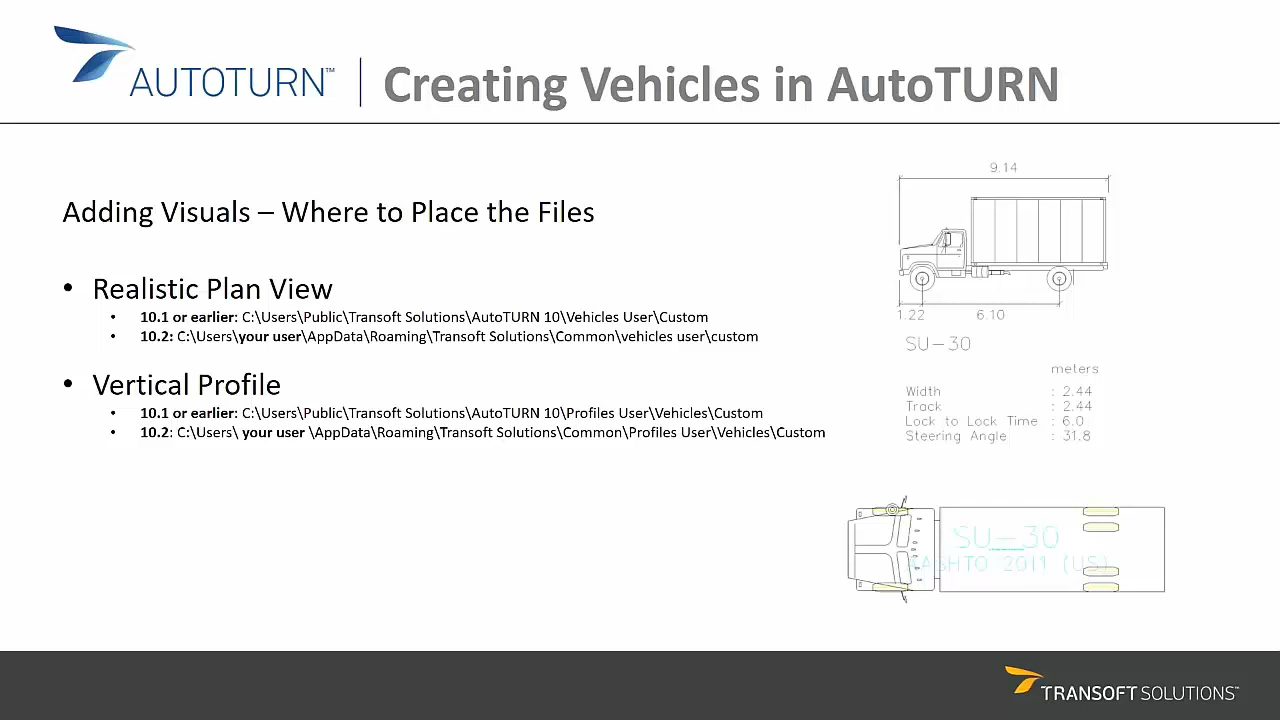 AUTOTURN™
Creating Vehicles in AutoTURN
Adding Visuals – Where to Place the Files
• Realistic Plan View
• 10.1 or earlier: C:\Users\Public\Transoft Solutions\AutoTURN 10\Vehicles User\Custom
• 10.2: C:\Users\your user\AppData\Roaming\Transoft Solutions\Common\vehicles user\custom
• Vertical Profile
• 10.1 or earlier: C:\Users\Public\Transoft Solutions\AutoTURN 10\Profiles User\Vehicles\Custom
• 10.2: C:\Users\ your user \AppData\Roaming\Transoft Solutions\Common\Profiles User\Vehicles\Custom
9.14
1.22 6.10
SU-30
meters
Width : 2.44
Track : 2.44
Lock to Lock Time : 6.0
Steering Angle : 31.8
SU-30
AASHTO 2011 (US)
TRANSOFT SOLUTIONS™